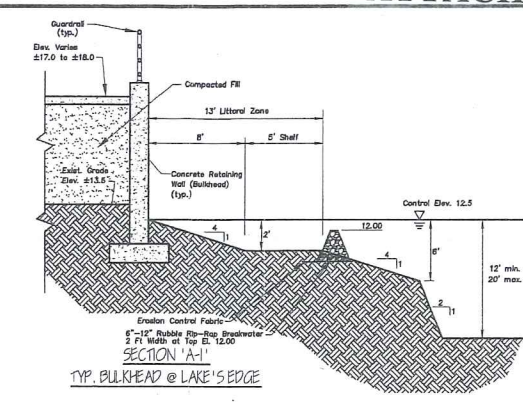 Guardrail
(typ.)
Elev. Varies
±17.0 to ±18.0
Compacted Fill
13' Littoral Zone
8'
5' Shelf
Exist. Grade
Elev. ±13.5
Concrete Retaining
Wall (Bulkhead)
(typ.)
Control Elev. 12.5
4
1
2'
12.00
4
1
6'
12' min.
20' max.
2
1
Erosion Control Fabric
6"-12" Rubble Rip-Rap Breakwater
2 Ft Width at Top El. 12.00
SECTION 'A-1'
TYP. BULKHEAD @ LAKE'S EDGE